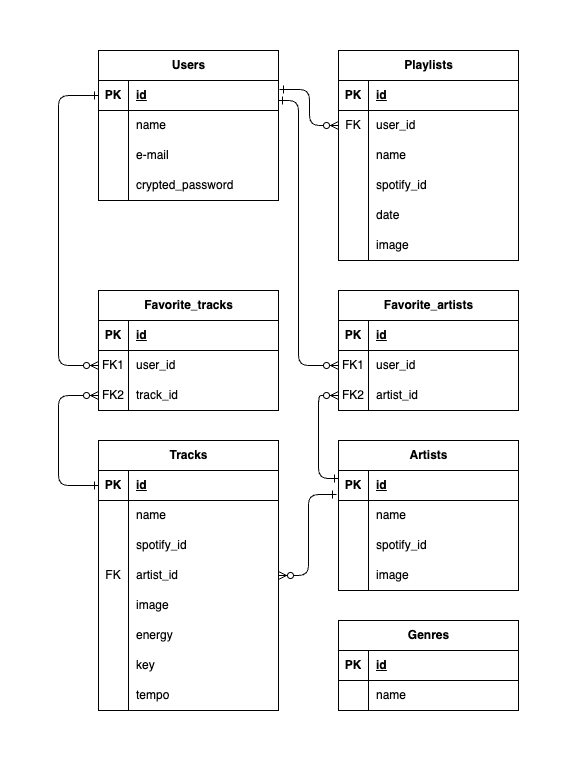 Users
PK id
name
e-mail
crypted_password
Playlists
PK id
FK user_id
name
spotify_id
date
image
Favorite_tracks
PK id
FK1 user_id
FK2 track_id
Favorite_artists
PK id
FK1 user_id
FK2 artist_id
Tracks
PK id
name
spotify_id
FK artist_id
image
energy
key
tempo
Artists
PK id
name
spotify_id
image
Genres
PK id
name